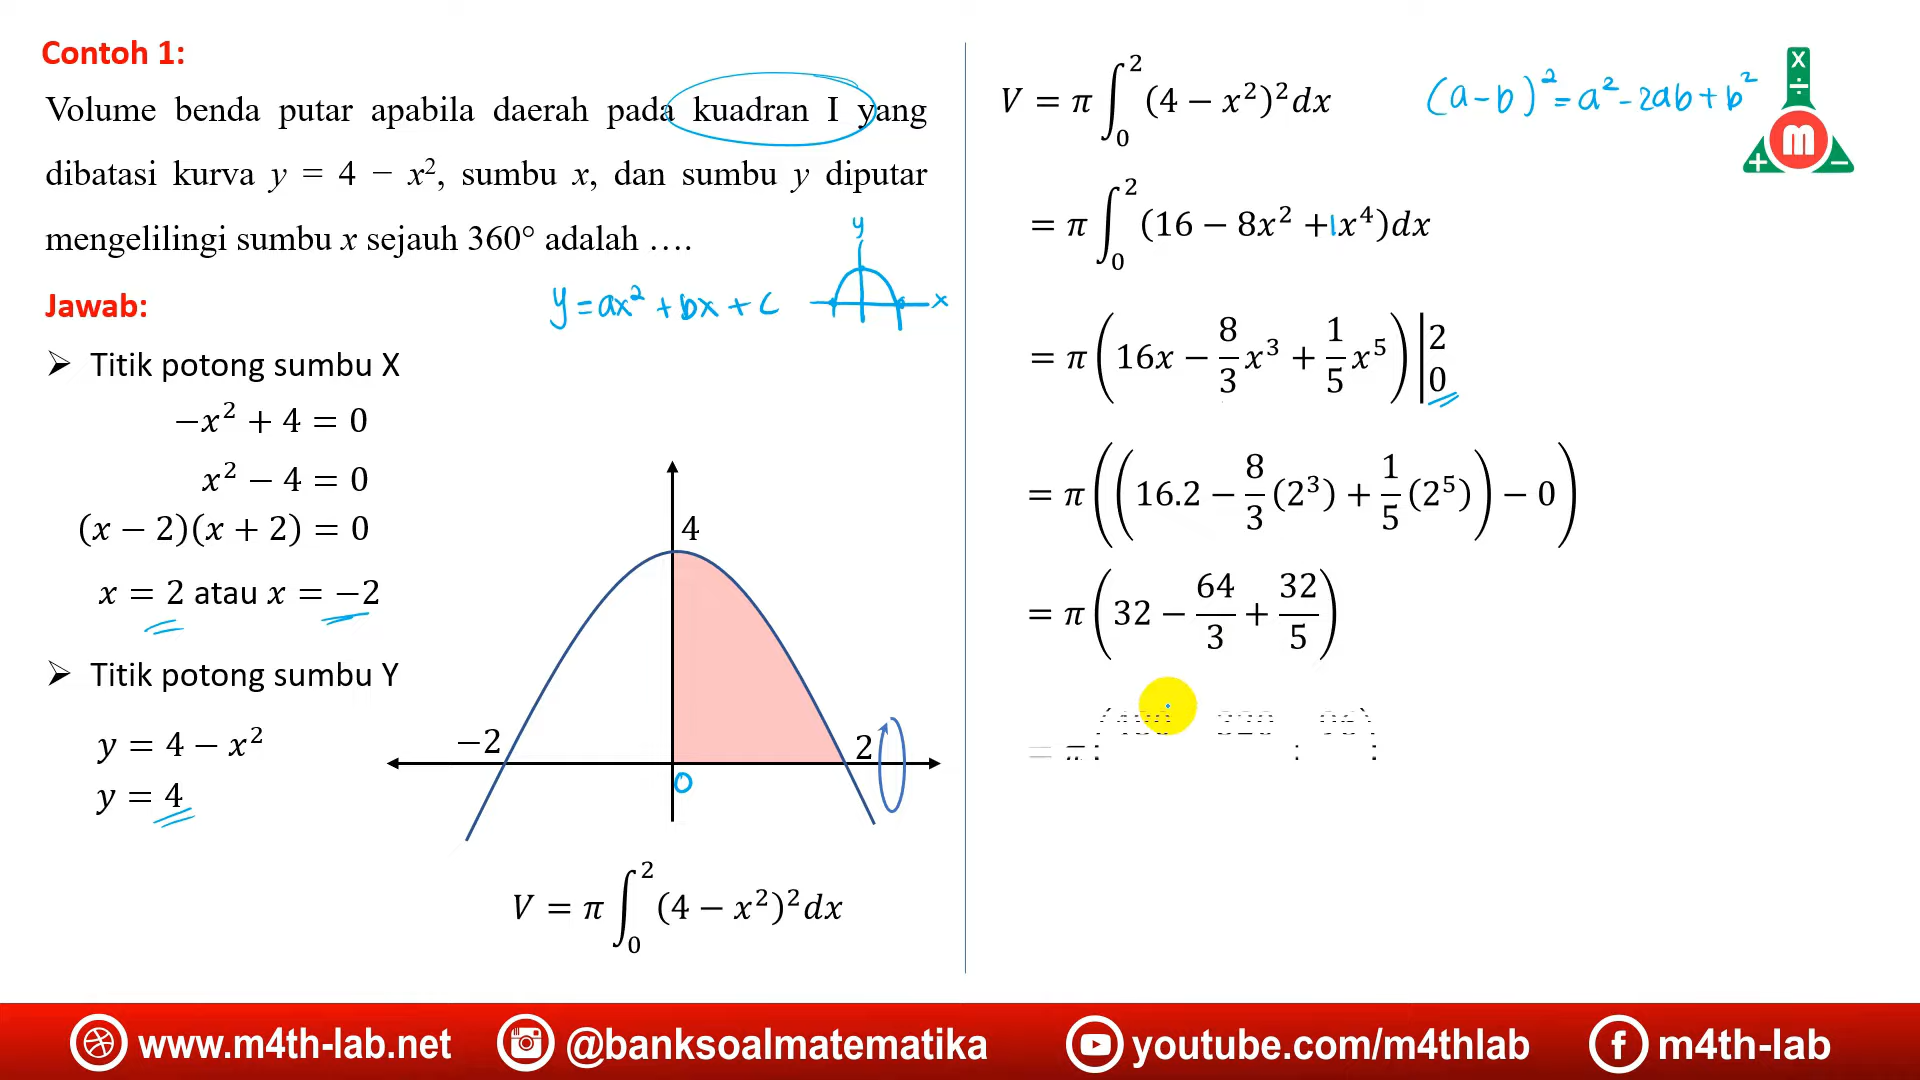 Contoh 1:
Volume benda putar apabila daerah pada kuadran I yang
dibatasi kurva y = 4 − x², sumbu x, dan sumbu y diputar
mengelilingi sumbu x sejauh 360° adalah ….
y
x
Jawab:
y = ax² + bx + c
➢ Titik potong sumbu X
−x² + 4 = 0
x² − 4 = 0
(x − 2)(x + 2) = 0
x = 2 atau x = −2
➢ Titik potong sumbu Y
y = 4 − x²
y = 4
4
−2
2
0
V = π ∫₀² (4 − x²)² dx
V = π ∫₀² (4 − x²)² dx
(a − b)² = a² − 2ab + b²
= π ∫₀² (16 − 8x² + 1x⁴) dx
= π (16x − 8/3 x³ + 1/5 x⁵) | 2 0
= π ((16.2 − 8/3 (2³) + 1/5 (2⁵)) − 0)
= π (32 − 64/3 + 32/5)
= π
X ÷ m + −
www.m4th-lab.net
@banksoalmatematika
youtube.com/m4thlab
m4th-lab